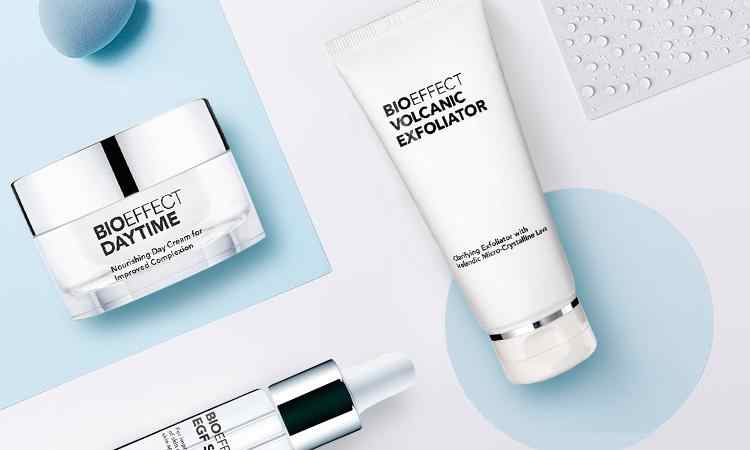 BIOEFFECT
DAYTIME
Nourishing Day Cream for
Improved Complexion
BIOEFFECT
VOLCANIC
EXFOLIATOR
Clarifying Exfoliator with
Icelandic Micro-Crystalline Lava
BIOEFFE
EGF S